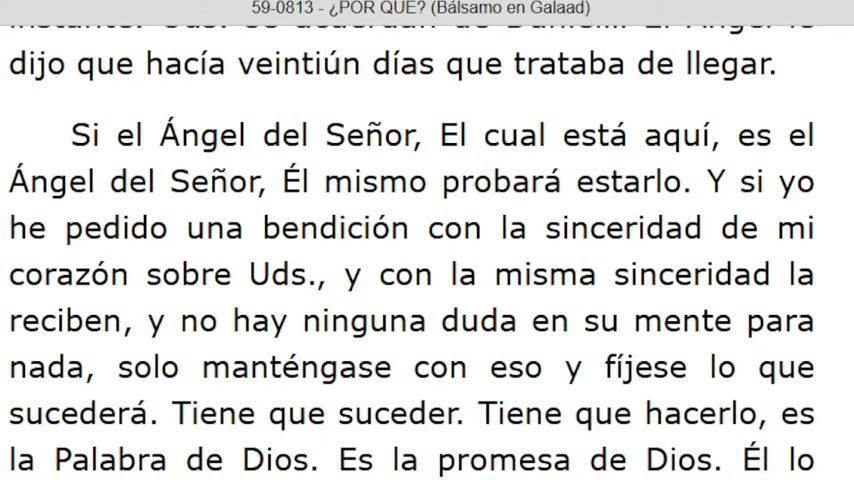 59-0813 - ¿POR QUE? (Bálsamo en Galaad)
dijo que hacía veintiún días que trataba de llegar.
Si el Ángel del Señor, El cual está aquí, es el
Ángel del Señor, Él mismo probará estarlo. Y si yo
he pedido una bendición con la sinceridad de mi
corazón sobre Uds., y con la misma sinceridad la
reciben, y no hay ninguna duda en su mente para
nada, solo manténgase con eso y fíjese lo que
sucederá. Tiene que suceder. Tiene que hacerlo, es
la Palabra de Dios. Es la promesa de Dios. Él lo